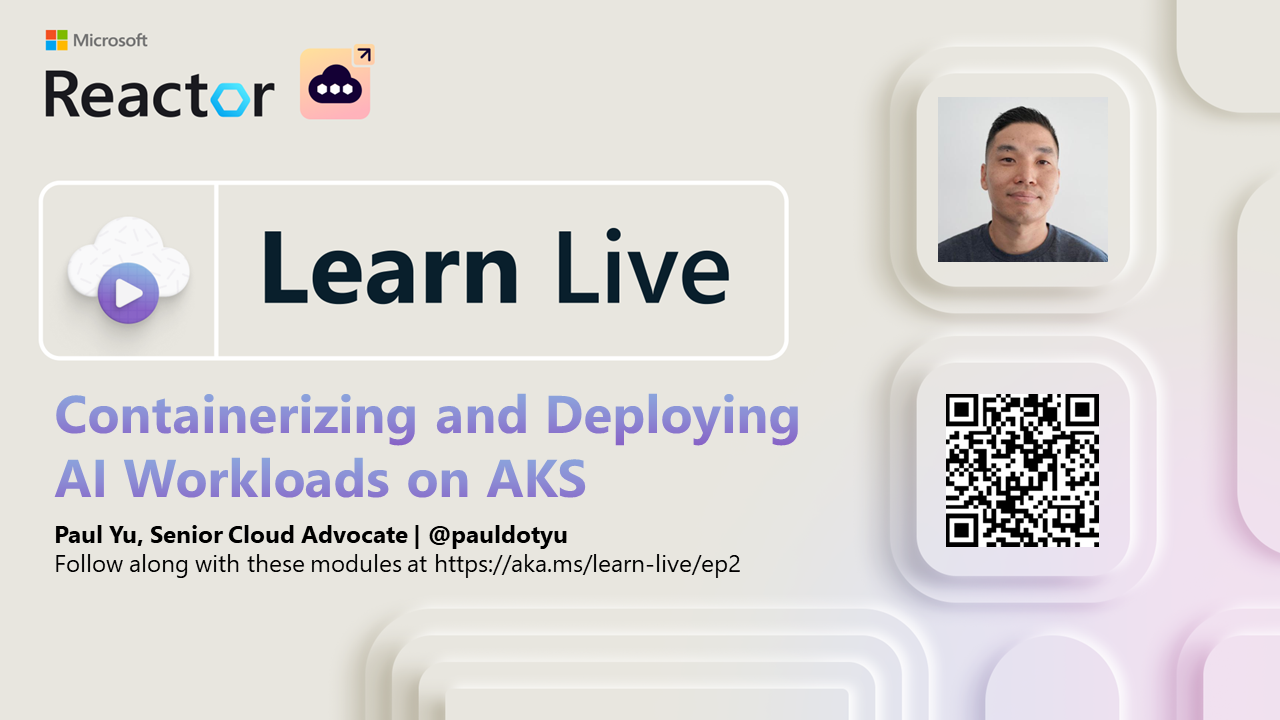 Microsoft
Reactor
Learn Live
Containerizing and Deploying
AI Workloads on AKS
Paul Yu, Senior Cloud Advocate | @pauldotyu
Follow along with these modules at https://aka.ms/learn-live/ep2